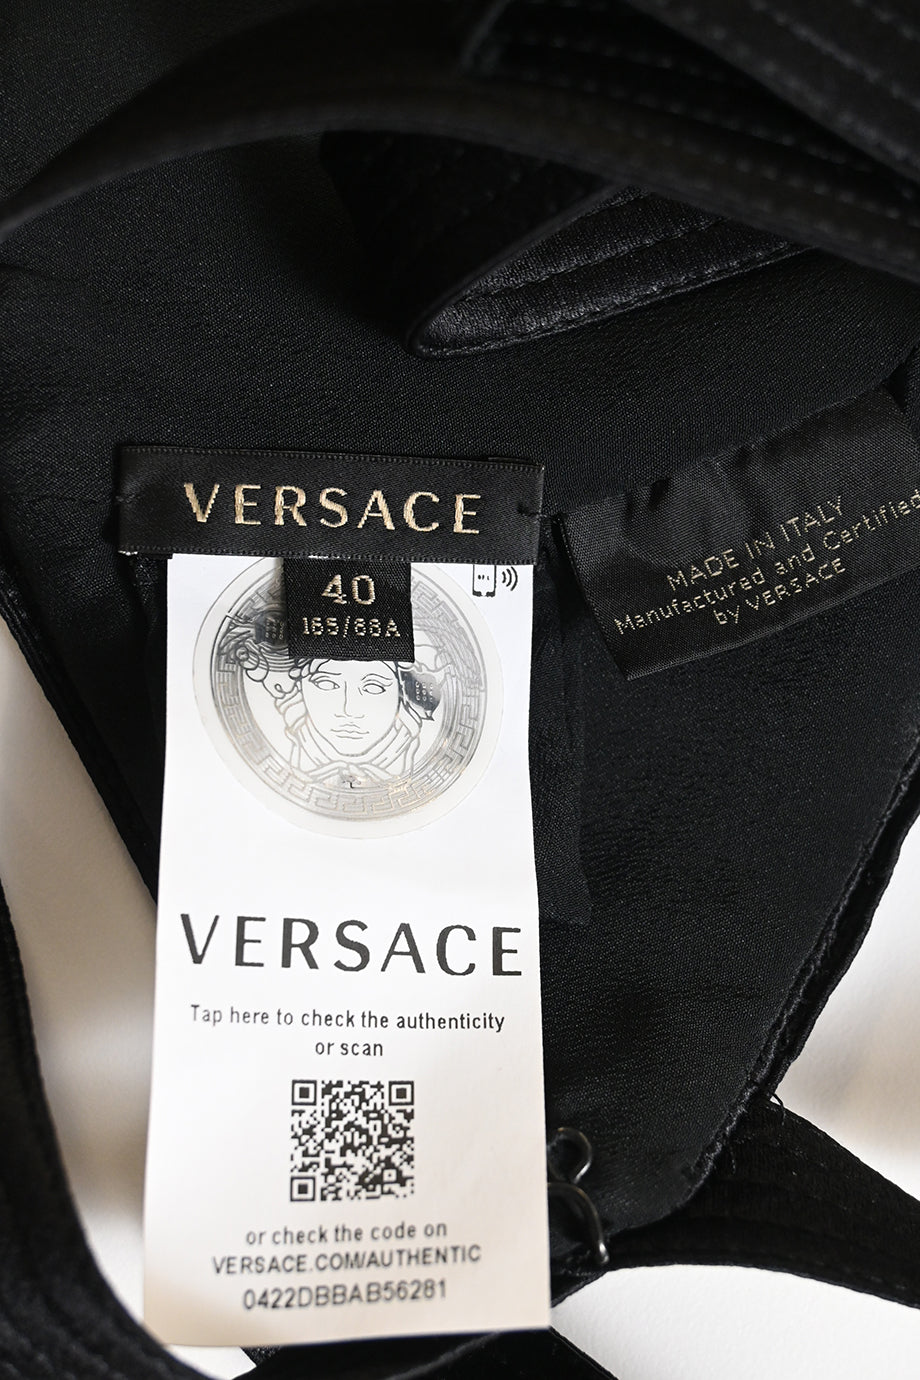 VERSACE
40
165/88A
MADE IN ITALY
Manufactured and Certified
by VERSACE
VERSACE
Tap here to check the authenticity
or scan
or check the code on
VERSACE.COM/AUTHENTIC
0422DBBAB56281